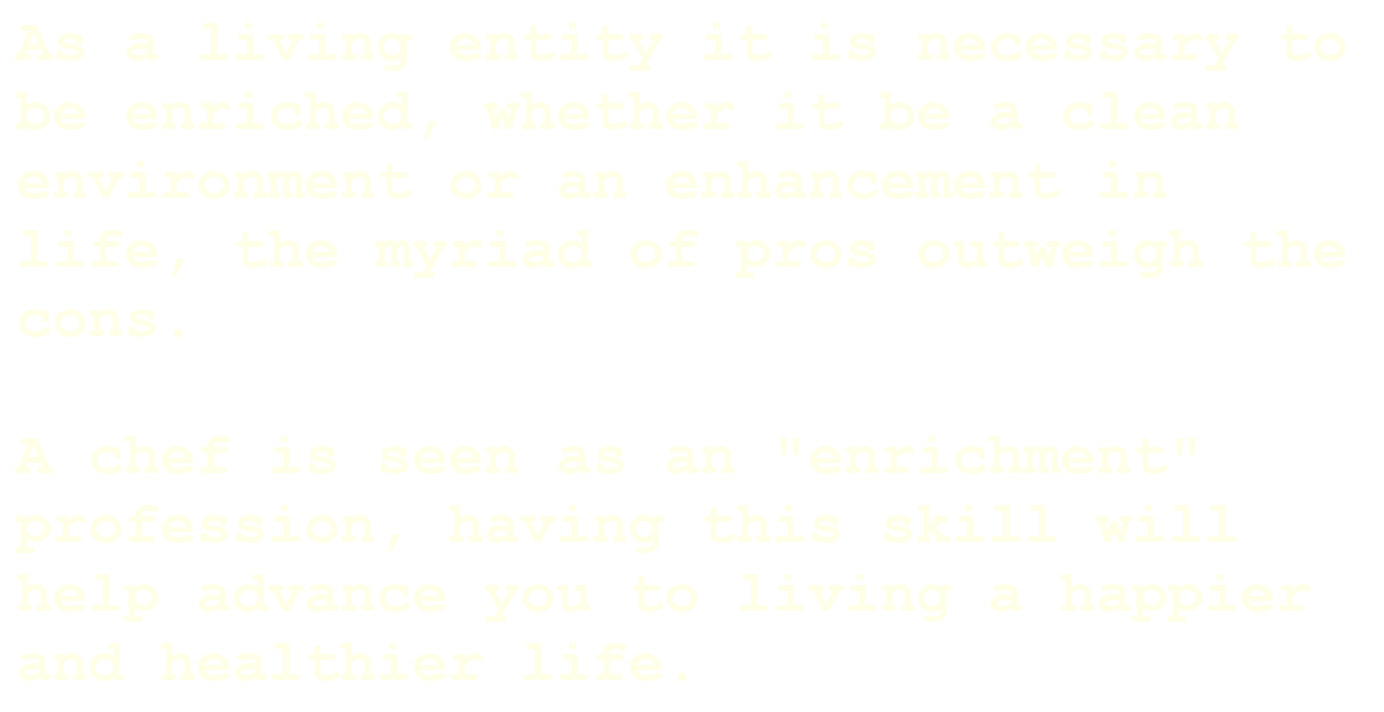 As a living entity it is necessary to
be enriched, whether it be a clean
environment or an enhancement in
life, the myriad of pros outweigh the
cons.
A chef is seen as an "enrichment"
profession, having this skill will
help advance you to living a happier
and healthier life.